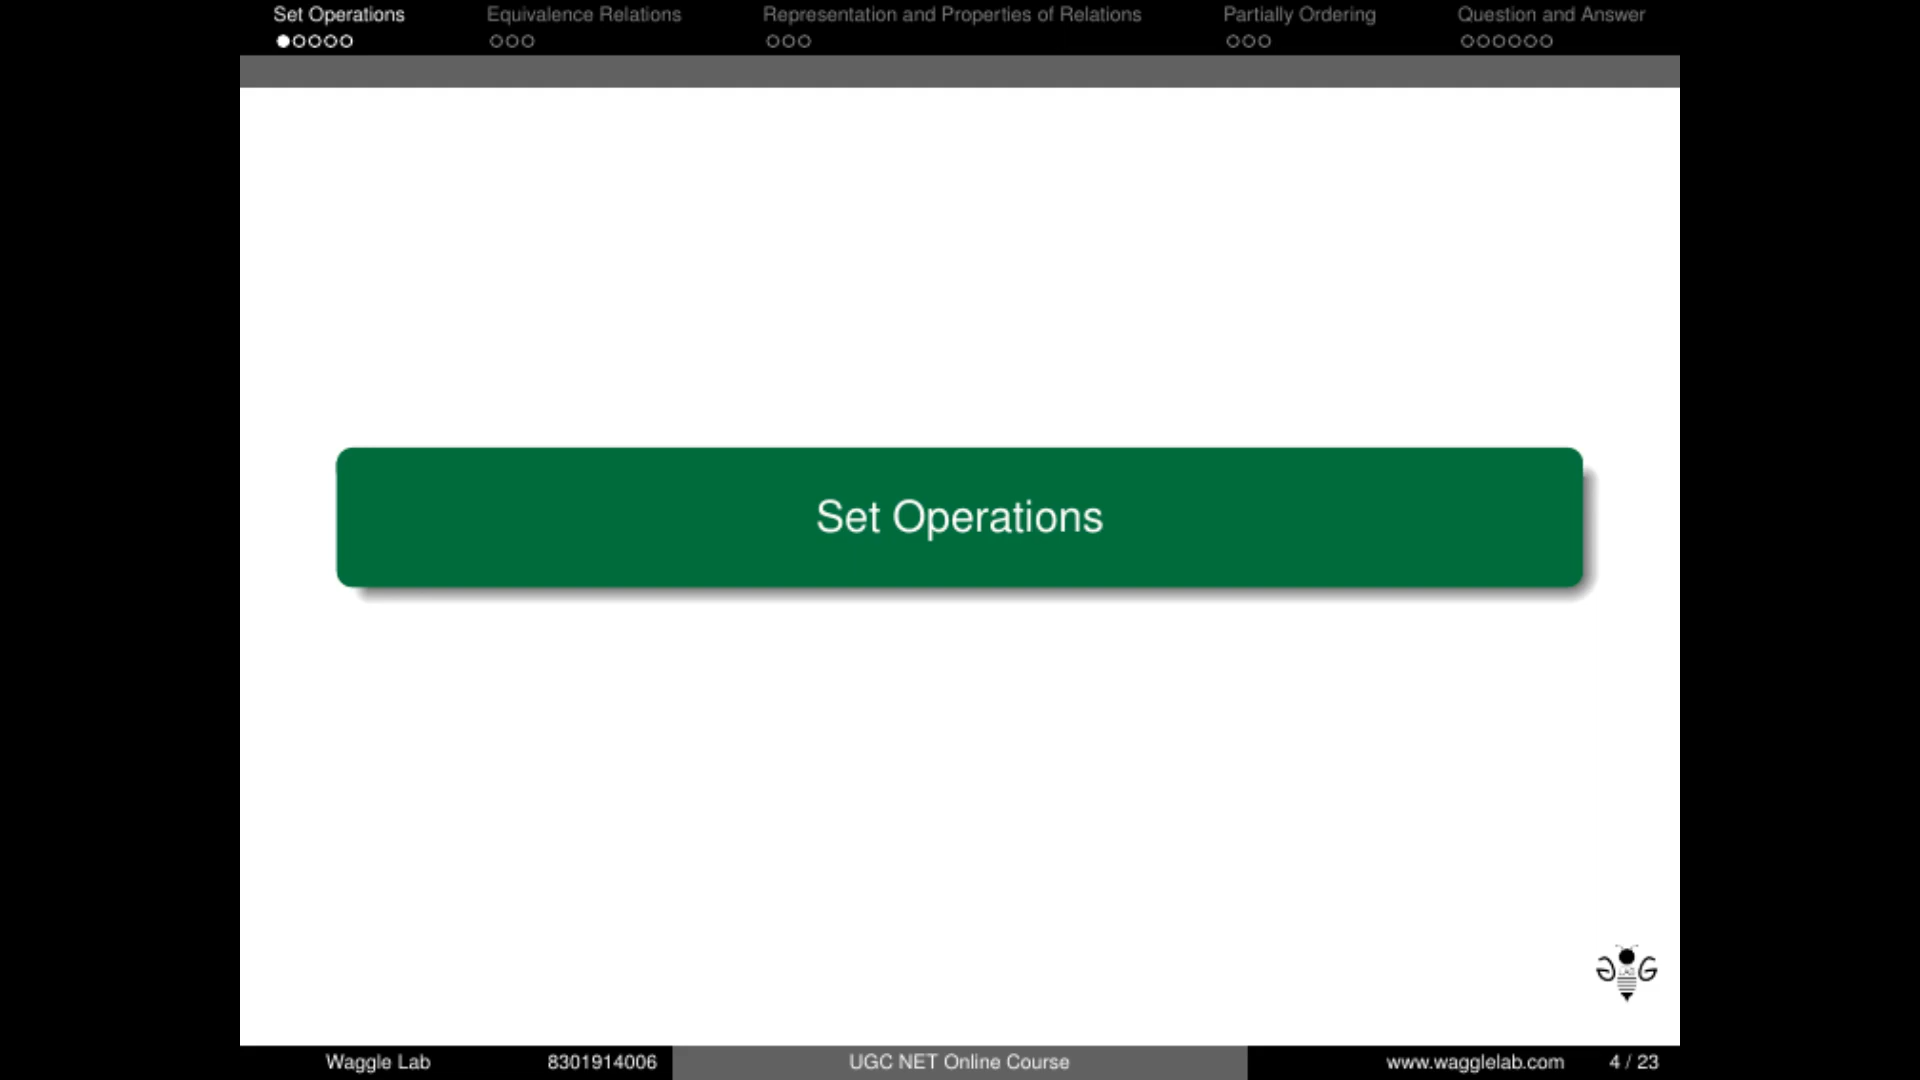 Set Operations Equivalence Relations Representation and Properties of Relations Partially Ordering Question and Answer
Set Operations
Waggle Lab 8301914006 UGC NET Online Course www.wagglelab.com 4 / 23